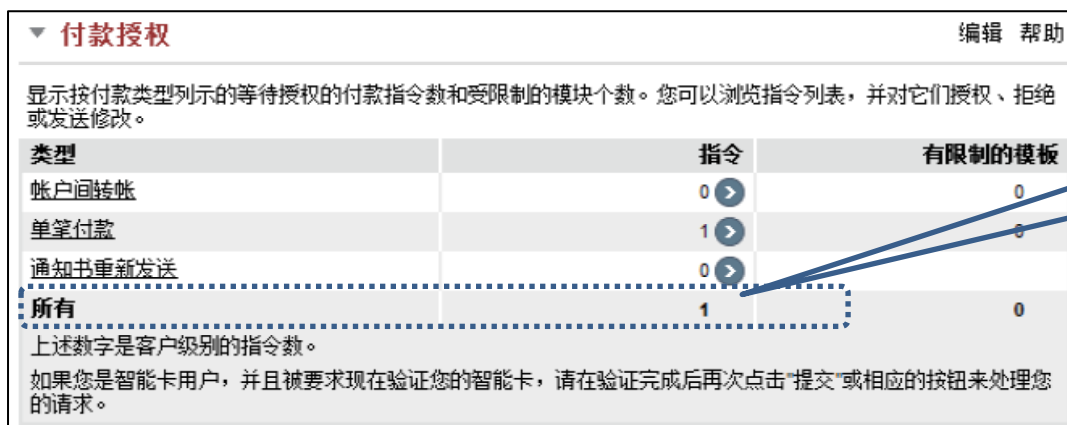 付款授权 编辑 帮助
显示按付款类型列示的等待授权的付款指令数和受限制的模块个数。您可以浏览指令列表，并对它们授权、拒绝
或发送修改。
类型 指令 有限制的模板
帐户间转帐 0 0
单笔付款 1 0
通知书重新发送 0
所有 1 0
上述数字是客户级别的指令数。
如果您是智能卡用户，并且被要求现在验证您的智能卡，请在验证完成后再次点击"提交"或相应的按钮来处理您
的请求。